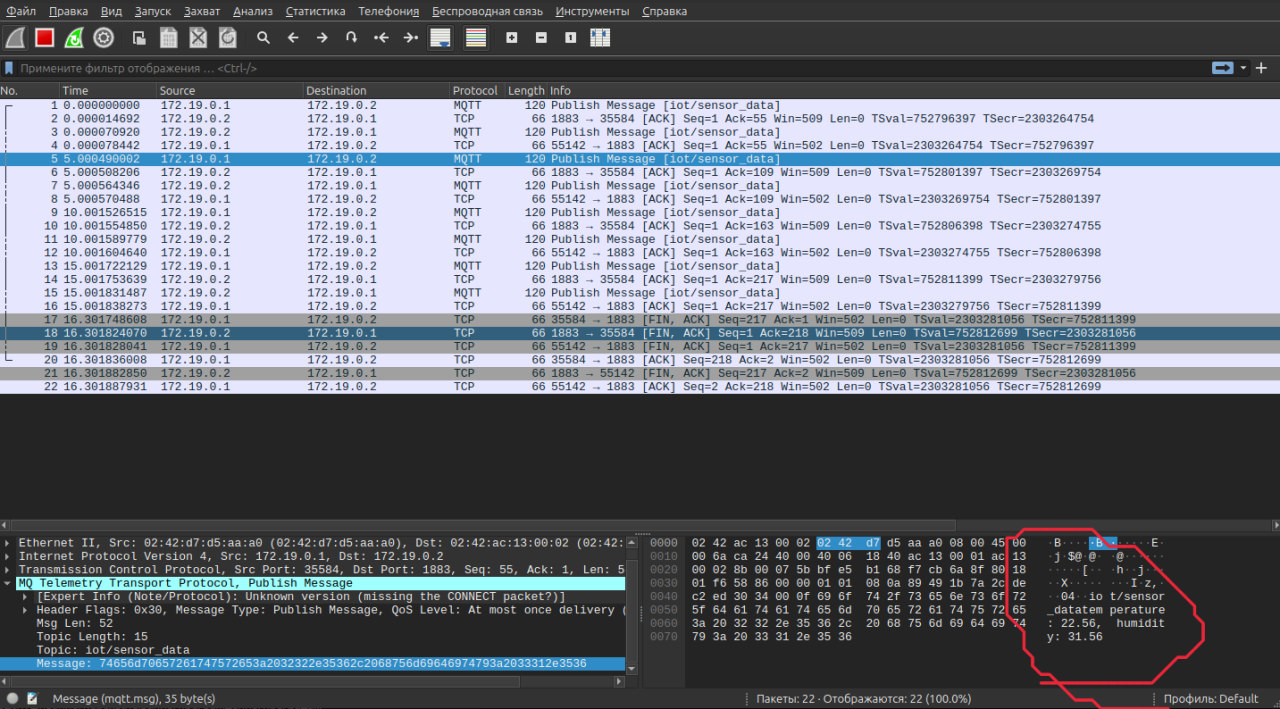 Файл Правка Вид Запуск Захват Анализ Статистика Телефония Беспроводная связь Инструменты Справка
Примените фильтр отображения … <Ctrl-/>
No. Time Source Destination Protocol Length Info
1 0.000000000 172.19.0.1 172.19.0.2 MQTT 120 Publish Message [iot/sensor_data]
2 0.000014692 172.19.0.2 172.19.0.1 TCP 66 1883 → 35584 [ACK] Seq=1 Ack=55 Win=509 Len=0 TSval=752796397 TSecr=2303264754
3 0.000070920 172.19.0.2 172.19.0.1 MQTT 120 Publish Message [iot/sensor_data]
4 0.000078442 172.19.0.1 172.19.0.2 TCP 66 55142 → 1883 [ACK] Seq=1 Ack=55 Win=502 Len=0 TSval=2303264754 TSecr=752796397
5 5.000490002 172.19.0.1 172.19.0.2 MQTT 120 Publish Message [iot/sensor_data]
6 5.000508206 172.19.0.2 172.19.0.1 TCP 66 1883 → 35584 [ACK] Seq=1 Ack=109 Win=509 Len=0 TSval=752801397 TSecr=2303269754
7 5.000564346 172.19.0.2 172.19.0.1 MQTT 120 Publish Message [iot/sensor_data]
8 5.000570488 172.19.0.1 172.19.0.2 TCP 66 55142 → 1883 [ACK] Seq=1 Ack=109 Win=502 Len=0 TSval=2303269754 TSecr=752801397
9 10.001526515 172.19.0.1 172.19.0.2 MQTT 120 Publish Message [iot/sensor_data]
10 10.001554850 172.19.0.2 172.19.0.1 TCP 66 1883 → 35584 [ACK] Seq=1 Ack=163 Win=509 Len=0 TSval=752806398 TSecr=2303274755
11 10.001589779 172.19.0.2 172.19.0.1 MQTT 120 Publish Message [iot/sensor_data]
12 10.001604640 172.19.0.1 172.19.0.2 TCP 66 55142 → 1883 [ACK] Seq=1 Ack=163 Win=502 Len=0 TSval=2303274755 TSecr=752806398
13 15.001722129 172.19.0.1 172.19.0.2 MQTT 120 Publish Message [iot/sensor_data]
14 15.001753639 172.19.0.2 172.19.0.1 TCP 66 1883 → 35584 [ACK] Seq=1 Ack=217 Win=509 Len=0 TSval=752811399 TSecr=2303279756
15 15.001831487 172.19.0.2 172.19.0.1 MQTT 120 Publish Message [iot/sensor_data]
16 15.001838273 172.19.0.1 172.19.0.2 TCP 66 55142 → 1883 [ACK] Seq=1 Ack=217 Win=502 Len=0 TSval=2303279756 TSecr=752811399
17 16.301748608 172.19.0.1 172.19.0.2 TCP 66 35584 → 1883 [FIN, ACK] Seq=217 Ack=1 Win=502 Len=0 TSval=2303281056 TSecr=752811399
18 16.301824070 172.19.0.2 172.19.0.1 TCP 66 1883 → 35584 [FIN, ACK] Seq=1 Ack=218 Win=509 Len=0 TSval=752812699 TSecr=2303281056
19 16.301828041 172.19.0.1 172.19.0.2 TCP 66 55142 → 1883 [FIN, ACK] Seq=1 Ack=217 Win=502 Len=0 TSval=2303281056 TSecr=752811399
20 16.301836008 172.19.0.1 172.19.0.2 TCP 66 35584 → 1883 [ACK] Seq=218 Ack=2 Win=502 Len=0 TSval=2303281056 TSecr=752812699
21 16.301882850 172.19.0.2 172.19.0.1 TCP 66 1883 → 55142 [FIN, ACK] Seq=217 Ack=2 Win=509 Len=0 TSval=752812699 TSecr=2303281056
22 16.301887931 172.19.0.1 172.19.0.2 TCP 66 55142 → 1883 [ACK] Seq=2 Ack=218 Win=502 Len=0 TSval=2303281056 TSecr=752812699
Ethernet II, Src: 02:42:d7:d5:aa:a0 (02:42:d7:d5:aa:a0), Dst: 02:42:ac:13:00:02 (02:42:
Internet Protocol Version 4, Src: 172.19.0.1, Dst: 172.19.0.2
Transmission Control Protocol, Src Port: 35584, Dst Port: 1883, Seq: 55, Ack: 1, Len: 5
MQ Telemetry Transport Protocol, Publish Message
[Expert Info (Note/Protocol): Unknown version (missing the CONNECT packet?)]
Header Flags: 0x30, Message Type: Publish Message, QoS Level: At most once delivery (
Msg Len: 52
Topic Length: 15
Topic: iot/sensor_data
Message: 74656d70657261747572653a2032322e35362c2068756d69646974793a2033312e3536
0000 02 42 ac 13 00 02 02 42 d7 d5 aa a0 08 00 45 00 ·B·····B ······E·
0010 00 6a ca 24 40 00 40 06 18 40 ac 13 00 01 ac 13 ·j·$@·@· ·@······
0020 00 02 8b 00 07 5b bf e5 b1 68 f7 cb 6a 8f 80 18 ·····[·· ·h··j···
0030 01 f6 58 86 00 00 01 01 08 0a 89 49 1b 7a 2c de ··X····· ···I·z,·
0040 c2 ed 30 34 00 0f 69 6f 74 2f 73 65 6e 73 6f 72 ··04··io t/sensor
0050 5f 64 61 74 61 74 65 6d 70 65 72 61 74 75 72 65 _datatem perature
0060 3a 20 32 32 2e 35 36 2c 20 68 75 6d 69 64 69 74 : 22.56, humidit
0070 79 3a 20 33 31 2e 35 36 y: 31.56
Message (mqtt.msg), 35 byte(s) Пакеты: 22 · Отображаются: 22 (100.0%) Профиль: Default